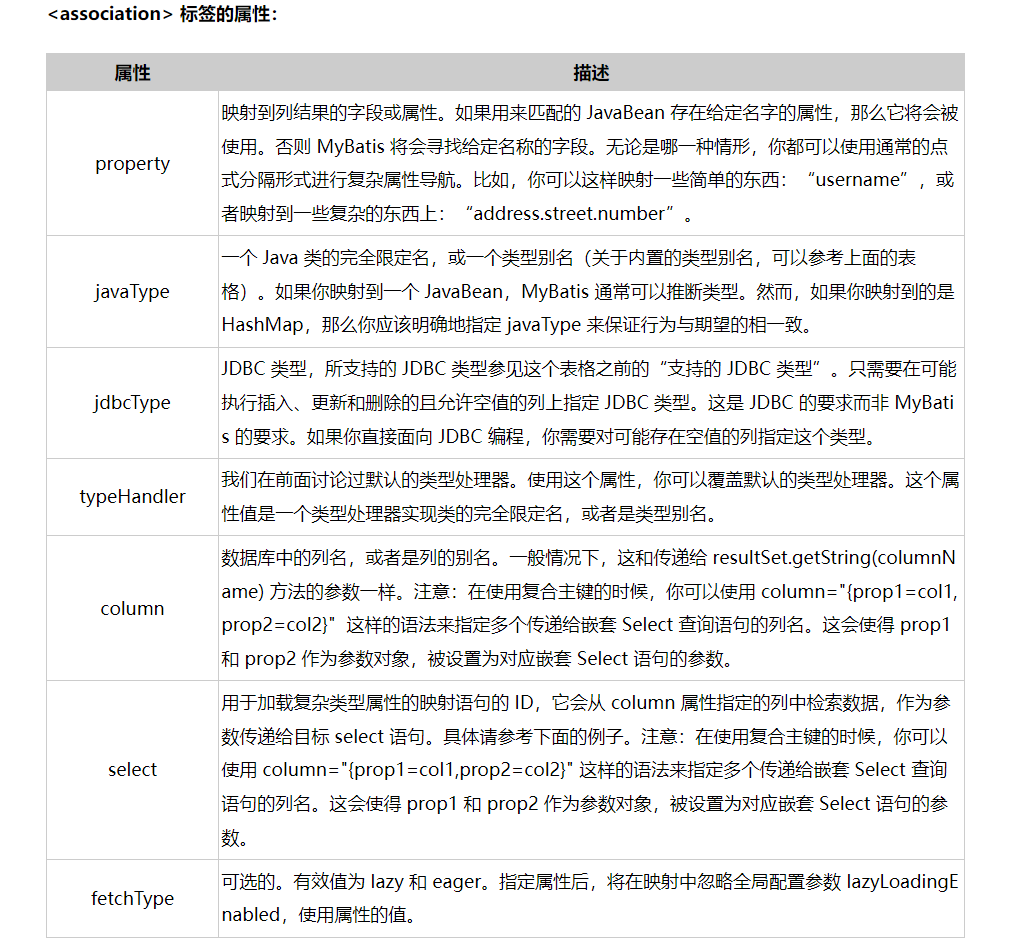 <association> 标签的属性：
属性 描述
property
映射到列结果的字段或属性。如果用来匹配的 JavaBean 存在给定名字的属性，那么它将会被
使用。否则 MyBatis 将会寻找给定名称的字段。无论是哪一种情形，你都可以使用通常的点
式分隔形式进行复杂属性导航。比如，你可以这样映射一些简单的东西：“username”，或
者映射到一些复杂的东西上：“address.street.number”。
javaType
一个 Java 类的完全限定名，或一个类型别名（关于内置的类型别名，可以参考上面的表
格）。如果你映射到一个 JavaBean，MyBatis 通常可以推断类型。然而，如果你映射到的是
HashMap，那么你应该明确地指定 javaType 来保证行为与期望的相一致。
jdbcType
JDBC 类型，所支持的 JDBC 类型参见这个表格之前的“支持的 JDBC 类型”。只需要在可能
执行插入、更新和删除的且允许空值的列上指定 JDBC 类型。这是 JDBC 的要求而非 MyBati
s 的要求。如果你直接面向 JDBC 编程，你需要对可能存在空值的列指定这个类型。
typeHandler
我们在前面讨论过默认的类型处理器。使用这个属性，你可以覆盖默认的类型处理器。这个属
性值是一个类型处理器实现类的完全限定名，或者是类型别名。
column
数据库中的列名，或者是列的别名。一般情况下，这和传递给 resultSet.getString(columnN
ame) 方法的参数一样。注意：在使用复合主键的时候，你可以使用 column="{prop1=col1,
prop2=col2}" 这样的语法来指定多个传递给嵌套 Select 查询语句的列名。这会使得 prop1
和 prop2 作为参数对象，被设置为对应嵌套 Select 语句的参数。
select
用于加载复杂类型属性的映射语句的 ID，它会从 column 属性指定的列中检索数据，作为参
数传递给目标 select 语句。具体请参考下面的例子。注意：在使用复合主键的时候，你可以
使用 column="{prop1=col1,prop2=col2}" 这样的语法来指定多个传递给嵌套 Select 查询
语句的列名。这会使得 prop1 和 prop2 作为参数对象，被设置为对应嵌套 Select 语句的参
数。
fetchType
可选的。有效值为 lazy 和 eager。指定属性后，将在映射中忽略全局配置参数 lazyLoadingE
nabled，使用属性的值。